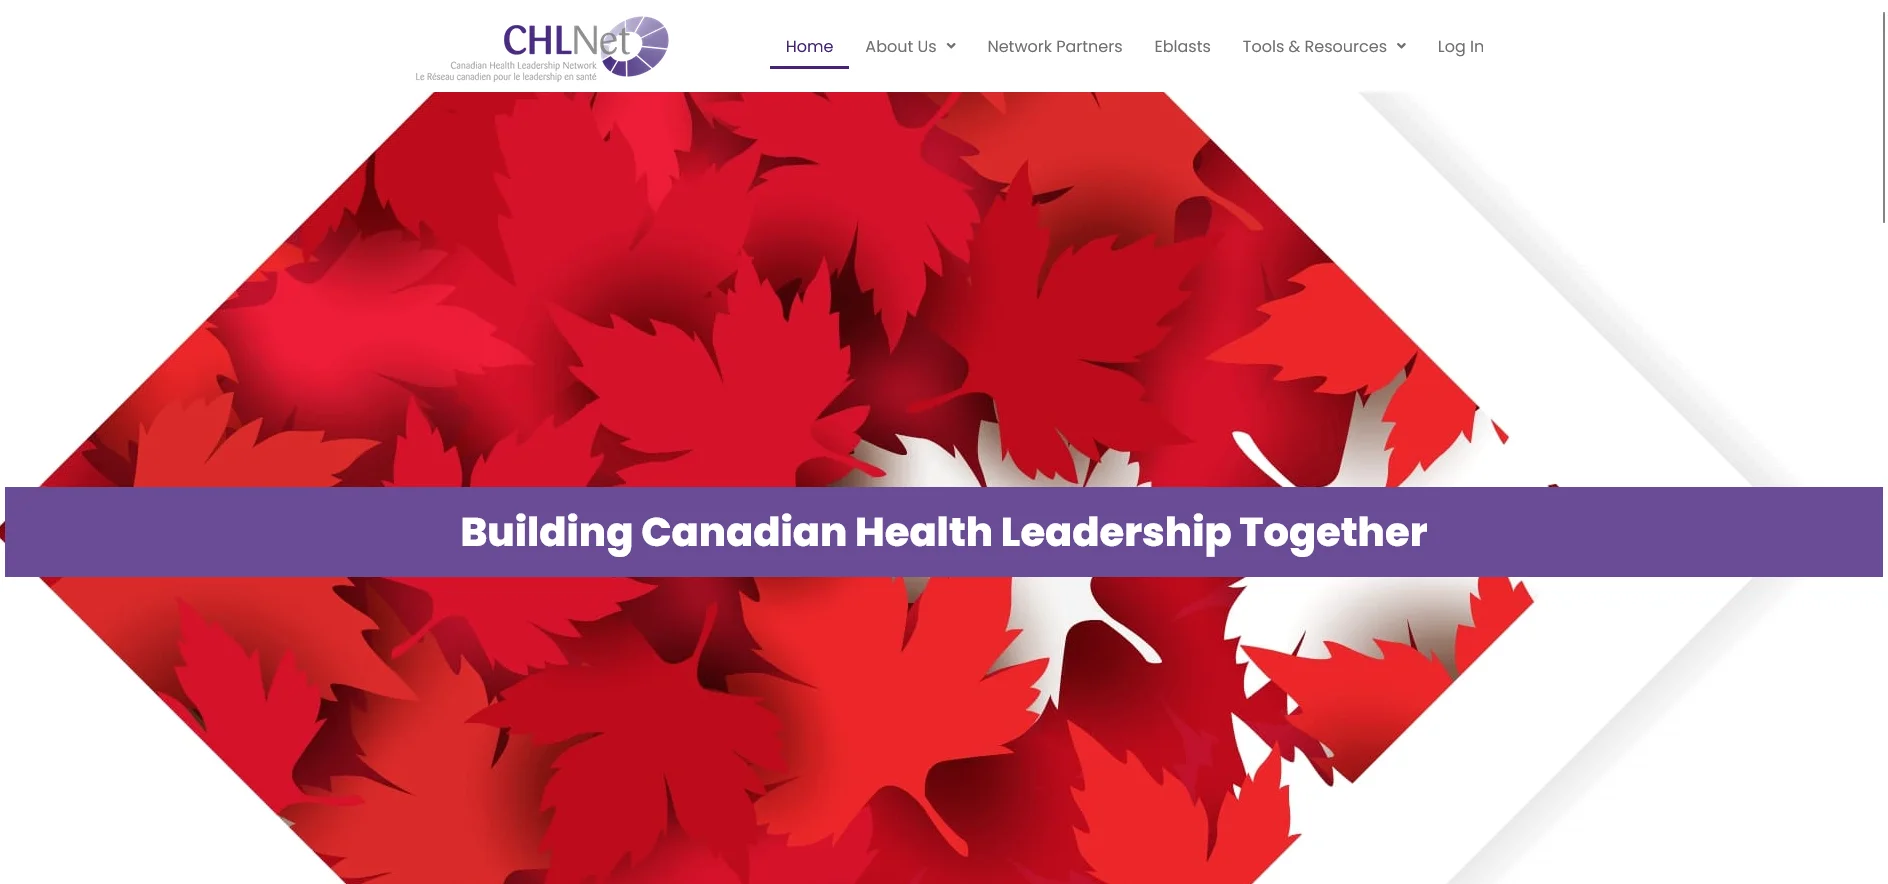 CHLNet
Canadian Health Leadership Network
Le Réseau canadien pour le leadership en santé
Home About Us Network Partners Eblasts Tools & Resources Log In
Building Canadian Health Leadership Together